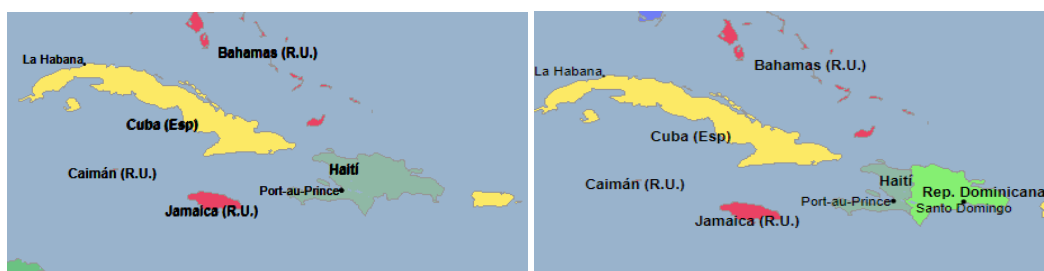 Bahamas (R.U.)
La Habana
Cuba (Esp)
Haití
Caimán (R.U.)
Port-au-Prince
Jamaica (R.U.)
Bahamas (R.U.)
La Habana
Cuba (Esp)
Haití
Caimán (R.U.)
Rep. Dominicana
Port-au-Prince
Santo Domingo
Jamaica (R.U.)